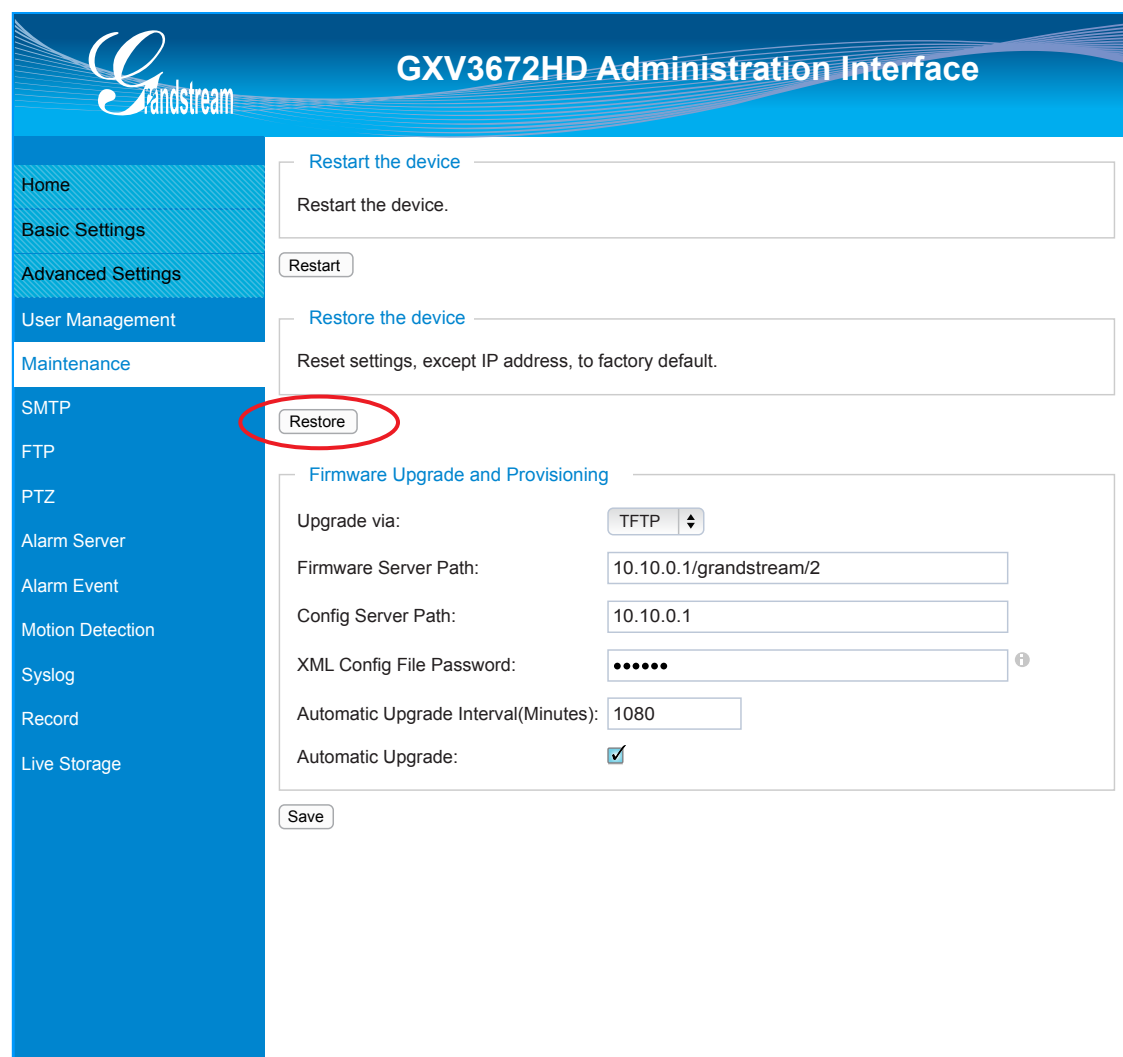 Grandstream
GXV3672HD Administration Interface
Home
Basic Settings
Advanced Settings
User Management
Maintenance
SMTP
FTP
PTZ
Alarm Server
Alarm Event
Motion Detection
Syslog
Record
Live Storage
Restart the device
Restart the device.
Restart
Restore the device
Reset settings, except IP address, to factory default.
Restore
Firmware Upgrade and Provisioning
Upgrade via: TFTP
Firmware Server Path: 10.10.0.1/grandstream/2
Config Server Path: 10.10.0.1
XML Config File Password: ••••••
Automatic Upgrade Interval(Minutes): 1080
Automatic Upgrade:
Save